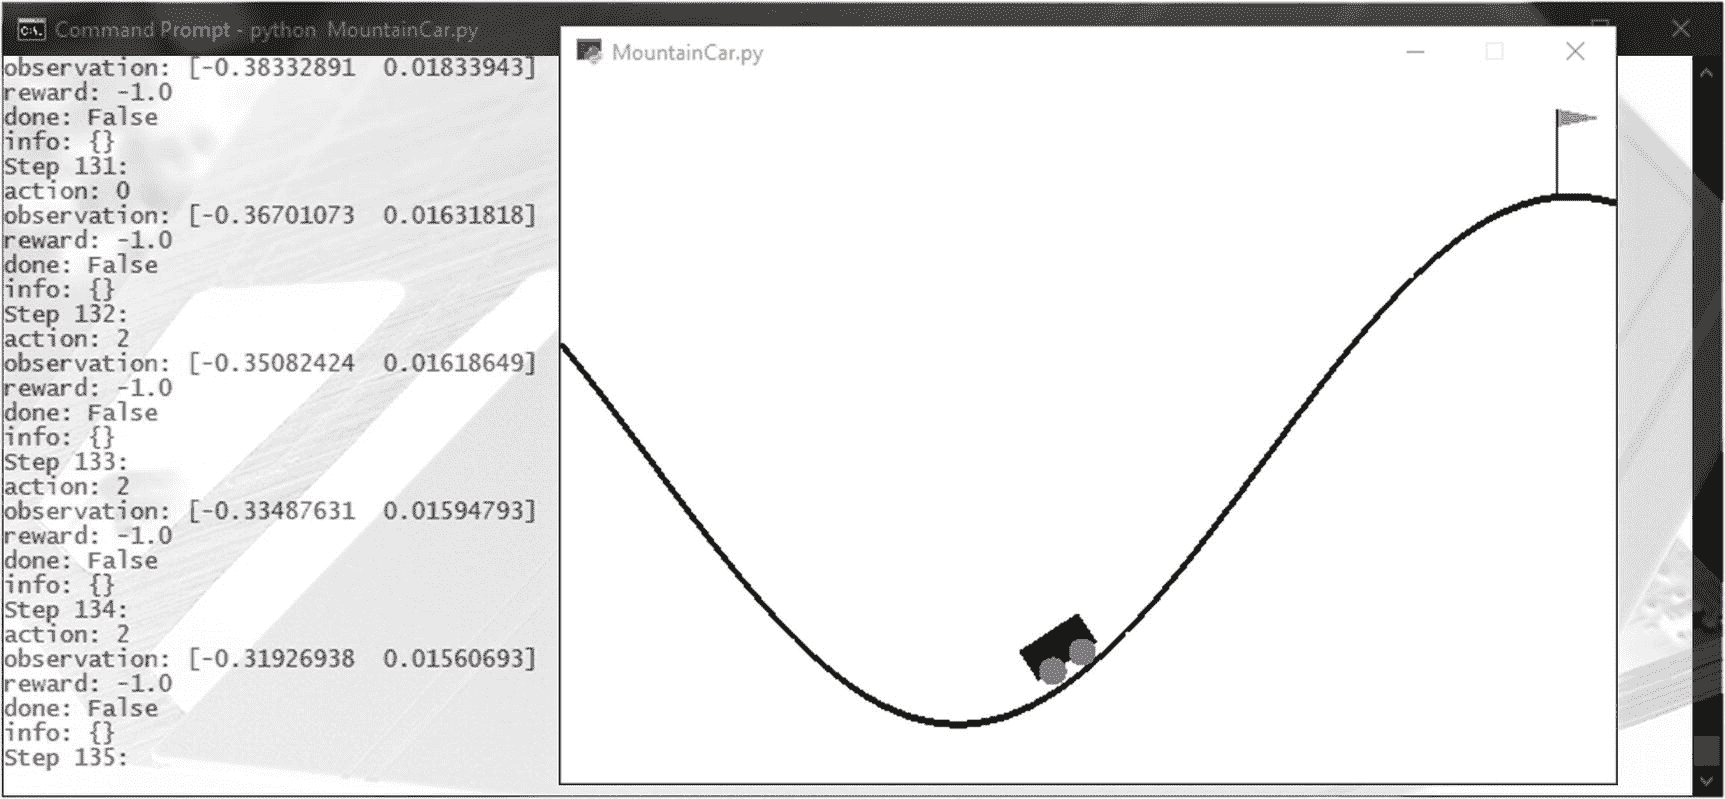 Command Prompt - python  MountainCar.py
observation: [-0.38332891  0.01833943]
reward: -1.0
done: False
info: {}
Step 131:
action: 0
observation: [-0.36701073  0.01631818]
reward: -1.0
done: False
info: {}
Step 132:
action: 2
observation: [-0.35082424  0.01618649]
reward: -1.0
done: False
info: {}
Step 133:
action: 2
observation: [-0.33487631  0.01594793]
reward: -1.0
done: False
info: {}
Step 134:
action: 2
observation: [-0.31926938  0.01560693]
reward: -1.0
done: False
info: {}
Step 135:
MountainCar.py